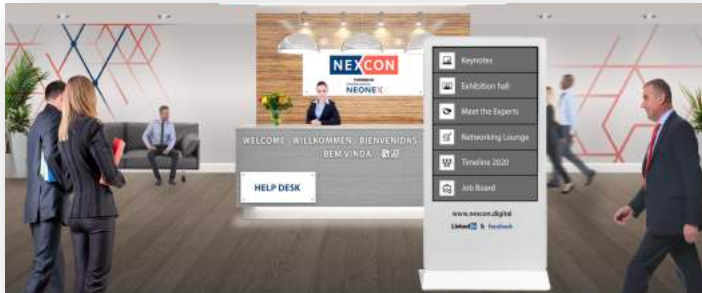 NEXCON
NEONEX
WELCOME WILLKOMMEN BIENVENIDAS
BEM VINDA
HELP DESK
Keynotes
Exhibition hall
Meet the Experts
Networking Lounge
Timeline 2020
Job Board
www.nexcon.digital
Linkedin & facebook